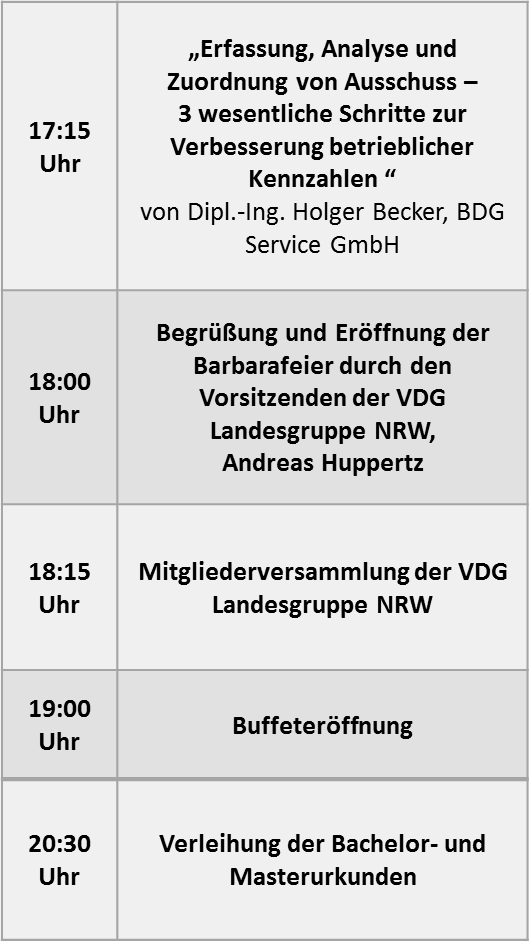 17:15
Uhr
„Erfassung, Analyse und
Zuordnung von Ausschuss –
3 wesentliche Schritte zur
Verbesserung betrieblicher
Kennzahlen “
von Dipl.-Ing. Holger Becker, BDG
Service GmbH
18:00
Uhr
Begrüßung und Eröffnung der
Barbarafeier durch den
Vorsitzenden der VDG
Landesgruppe NRW,
Andreas Huppertz
18:15
Uhr
Mitgliederversammlung der VDG
Landesgruppe NRW
19:00
Uhr
Buffeteröffnung
20:30
Uhr
Verleihung der Bachelor- und
Masterurkunden